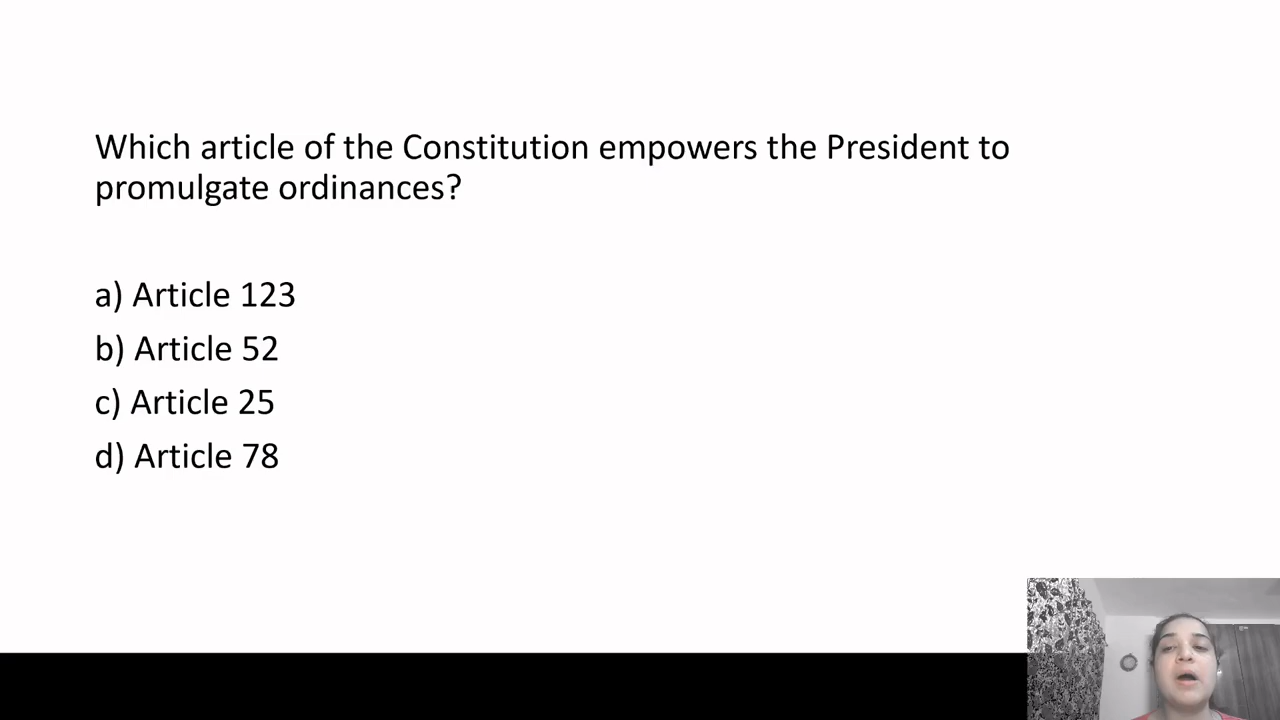 Which article of the Constitution empowers the President to
promulgate ordinances?
a) Article 123
b) Article 52
c) Article 25
d) Article 78